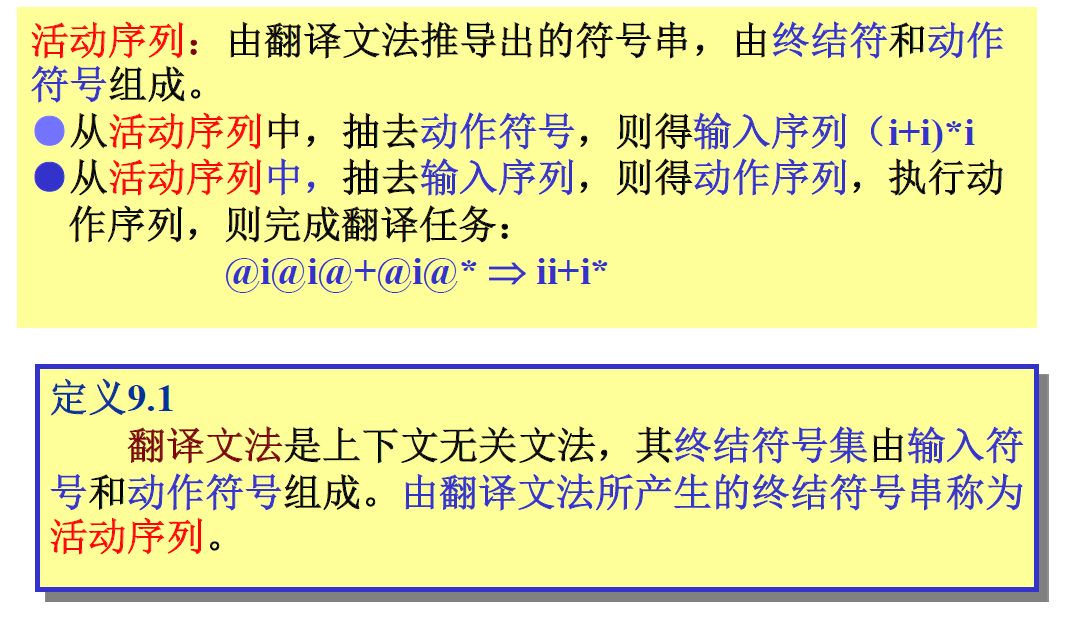 活动序列：由翻译文法推导出的符号串，由终结符和动作
符号组成。
●从活动序列中，抽去动作符号，则得输入序列（i+i)*i
●从活动序列中，抽去输入序列，则得动作序列，执行动
作序列，则完成翻译任务：
@i@i@+@i@* ⇒ ii+i*
定义9.1
翻译文法是上下文无关文法，其终结符号集由输入符
号和动作符号组成。由翻译文法所产生的终结符号串称为
活动序列。